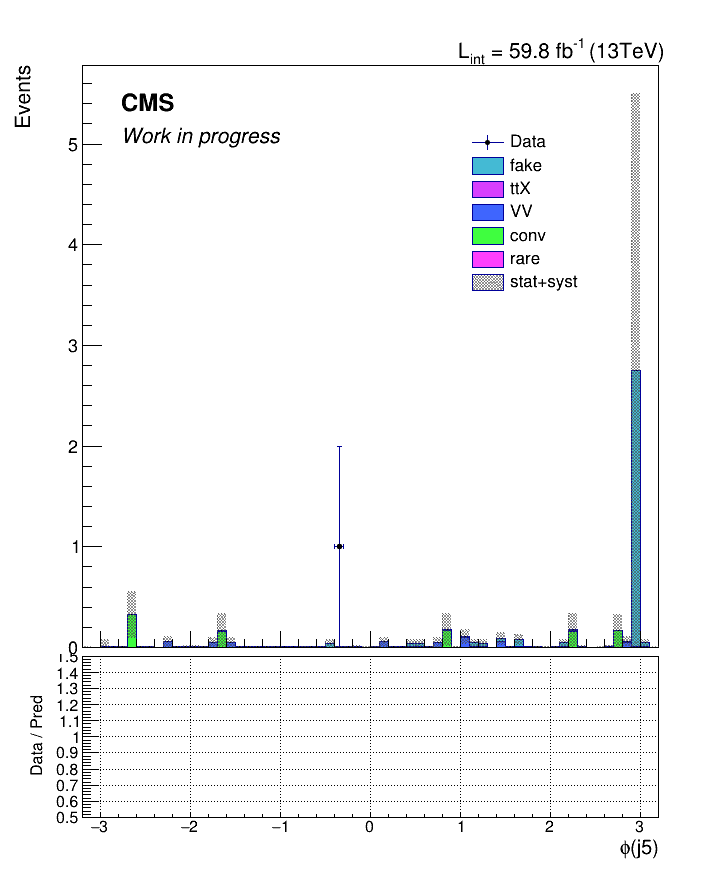 L_int = 59.8 fb^-1 (13TeV)
Events
CMS
Work in progress
Data
fake
ttX
VV
conv
rare
stat+syst
5
4
3
2
1
0
Data / Pred
1.5
1.4
1.3
1.2
1.1
1
0.9
0.8
0.7
0.6
0.5
−3 −2 −1 0 1 2 3
ϕ(j5)